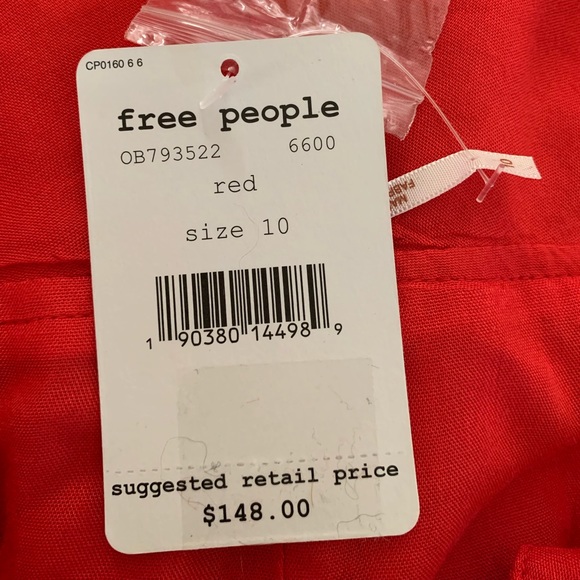 CP0160 6 6
free people
OB793522 6600
red
size 10
1 90380 14498 9
suggested retail price
$148.00